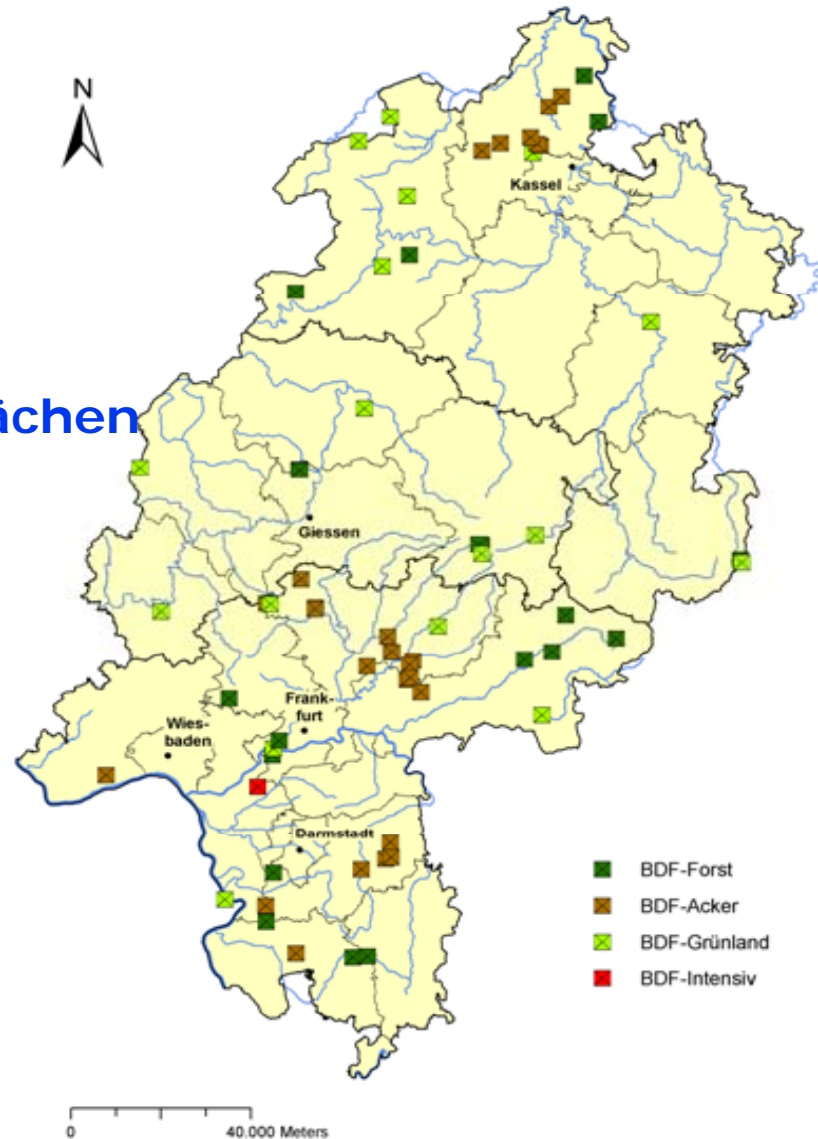 N
Kassel
ächen
Giessen
Frank-
furt
Wies-
baden
Darmstadt
BDF-Forst
BDF-Acker
BDF-Grünland
BDF-Intensiv
0 40.000 Meters